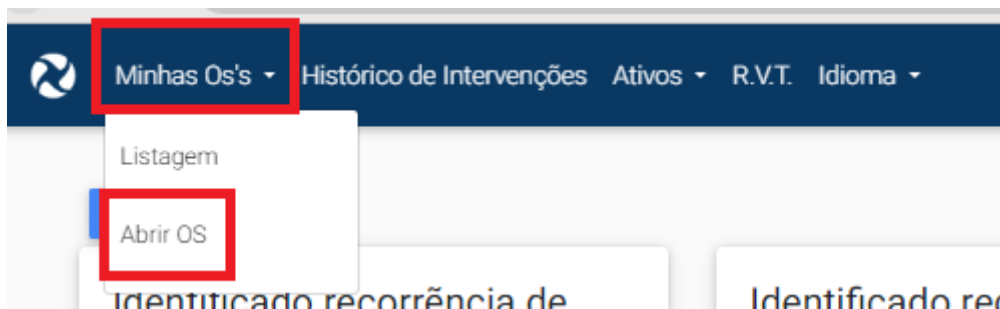 Minhas Os's Histórico de Intervenções Ativos R.V.T. Idioma
Listagem
Abrir OS
Identificado recorrência de
Identificado rec